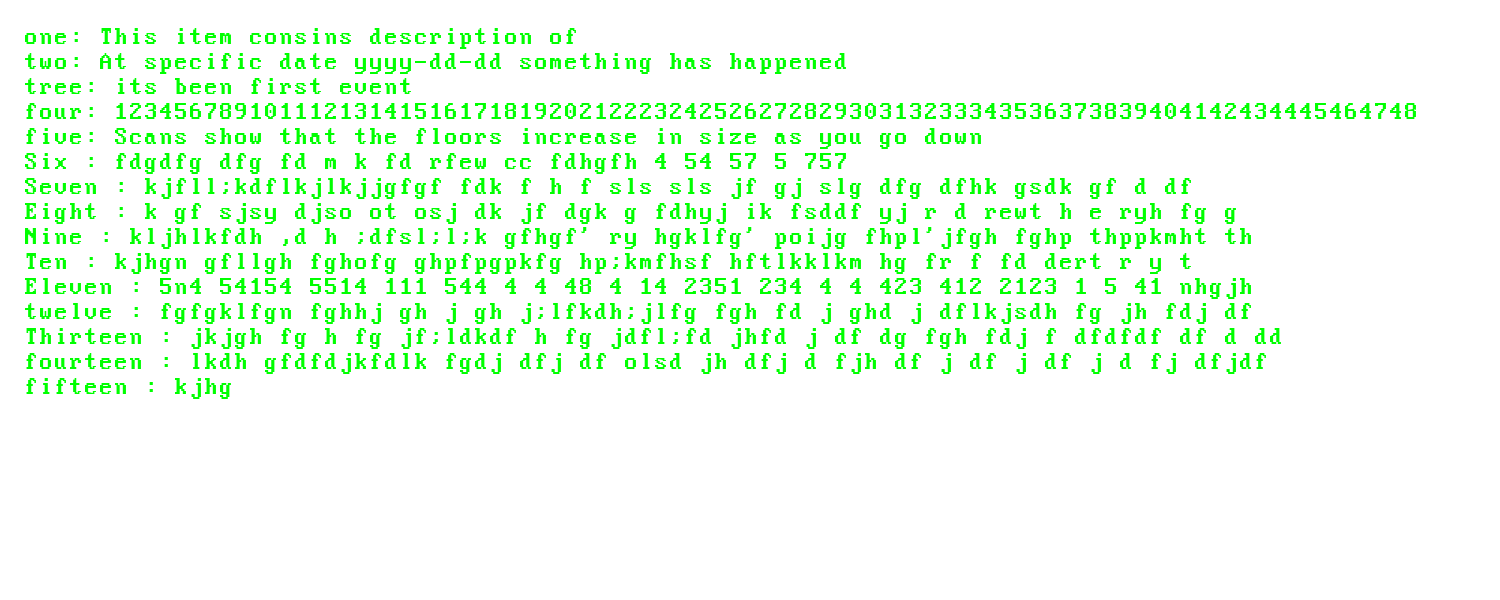 one: This item consins description of
two: At specific date yyyy-dd-dd something has happened
tree: its been first event
four: 123456789101112131415161718192021222324252627282930313233343536373839404142434445464748
five: Scans show that the floors increase in size as you go down
Six : fdgdfg dfg fd m k fd rfew cc fdhgfh 4 54 57 5 757
Seven : kjfll;kdflkjlkjjgfgf fdk f h f sls sls jf gj slg dfg dfhk gsdk gf d df
Eight : k gf sjsy djso ot osj dk jf dgk g fdhyj ik fsddf yj r d rewt h e ryh fg g
Nine : kljhlkfdh ,d h ;dfsl;l;k gfhgf' ry hgklfg' poijg fhpl'jfgh fghp thppkmht th
Ten : kjhgn gfllgh fghofg ghpfpgpkfg hp;kmfhsf hftlkklkm hg fr f fd dert r y t
Eleven : 5n4 54154 5514 111 544 4 4 48 4 14 2351 234 4 4 423 412 2123 1 5 41 nhgjh
twelve : fgfgklfgn fghhj gh j gh j;lfkdh;jlfg fgh fd j ghd j dflkjsdh fg jh fdj df
Thirteen : jkjgh fg h fg jf;ldkdf h fg jdfl;fd jhfd j df dg fgh fdj f dfdfdf df d dd
fourteen : lkdh gfdfdjkfdlk fgdj dfj df olsd jh dfj d fjh df j df j df j d fj dfjdf
fifteen : kjhg